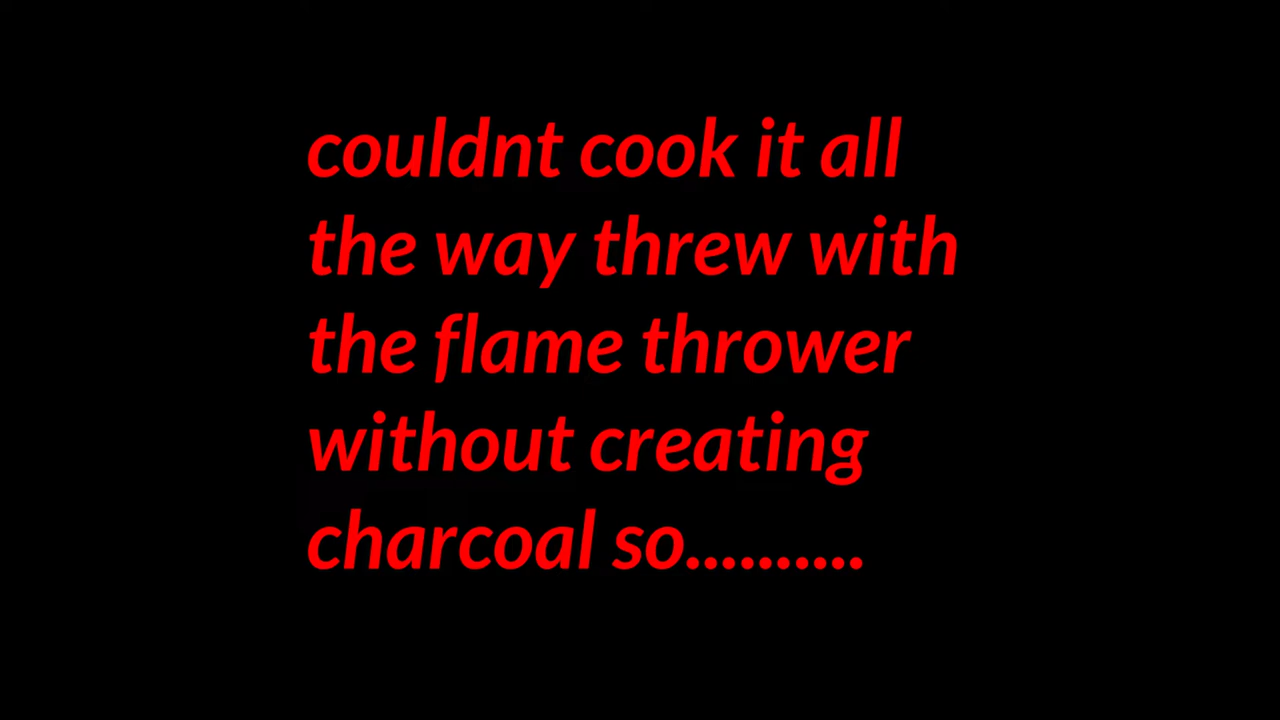 couldnt cook it all
the way threw with
the flame thrower
without creating
charcoal so..........